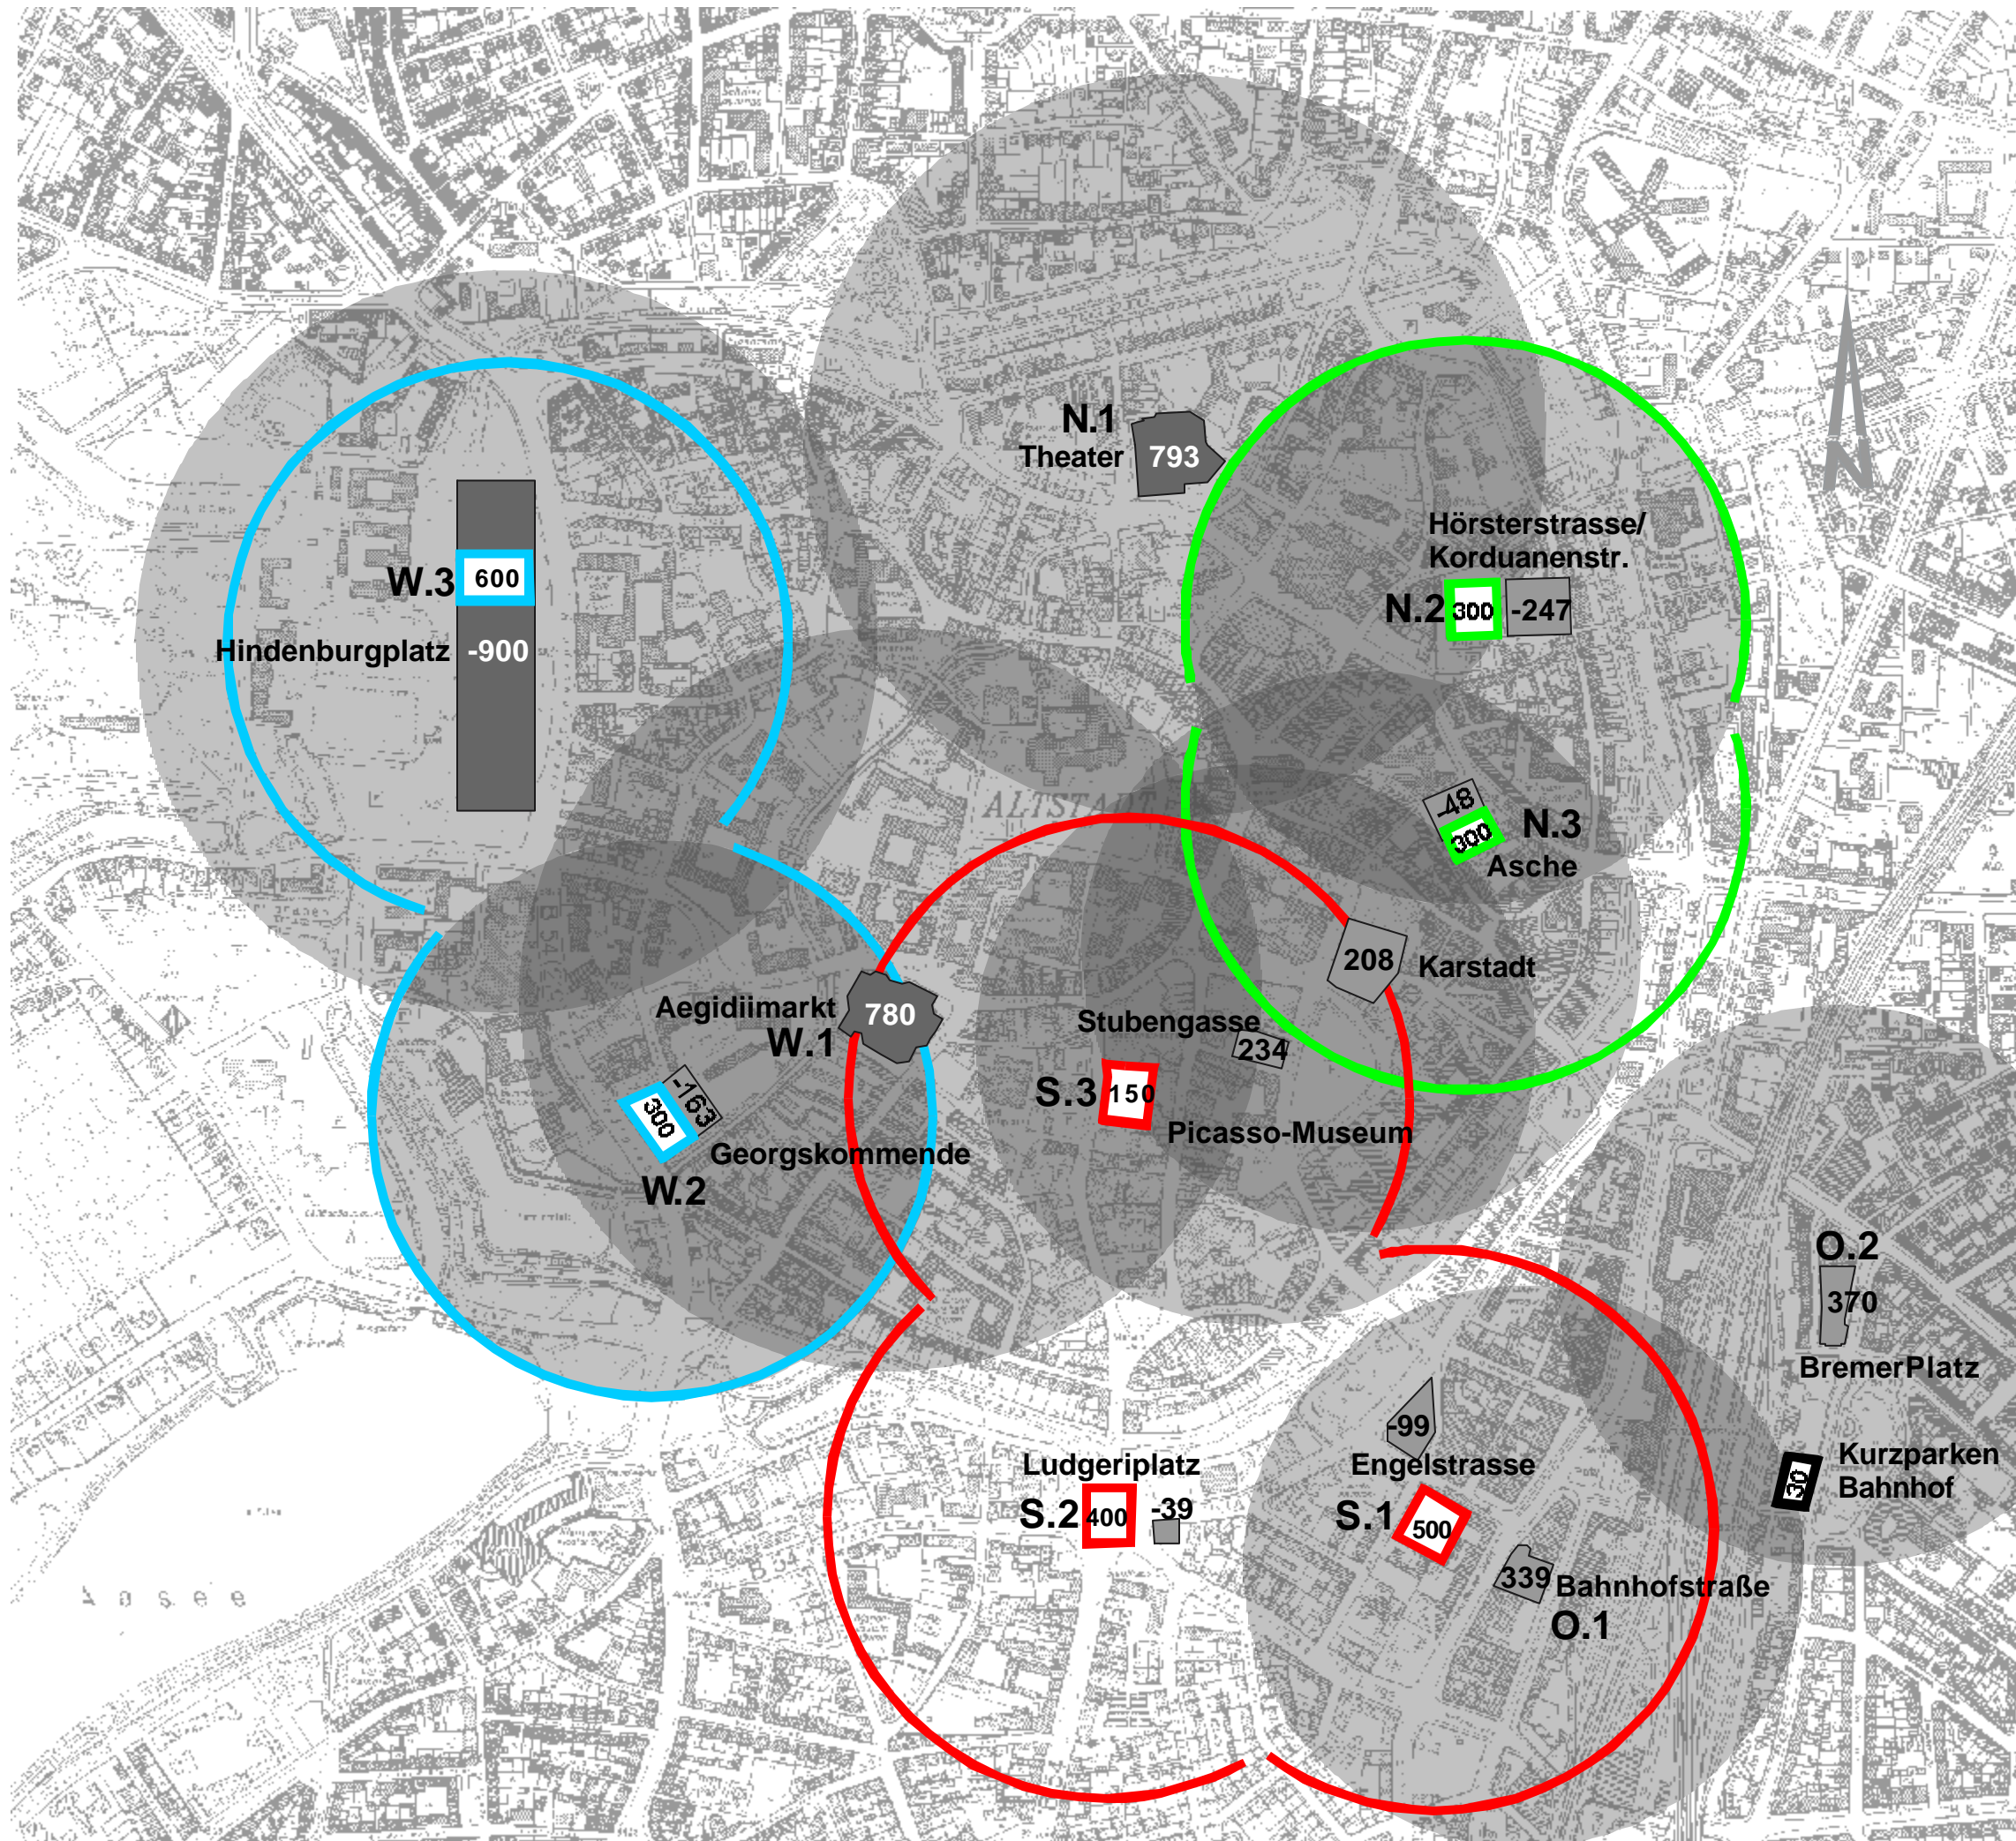 N.1
Theater
793
Hörsterstrasse/
Korduanenstr.
N.2
300
-247
W.3
600
Hindenburgplatz
-900
N
ALTSTADT
-48
300
N.3
Asche
208
Karstadt
Aegidiimarkt
W.1
780
Stubengasse
234
S.3
150
Picasso-Museum
-163
300
Georgskommende
W.2
O.2
370
BremerPlatz
-99
Engelstrasse
S.1
500
Ludgeriplatz
S.2
400
-39
Kurzparken
Bahnhof
30
339
Bahnhofstraße
O.1
A a s e e
B 54